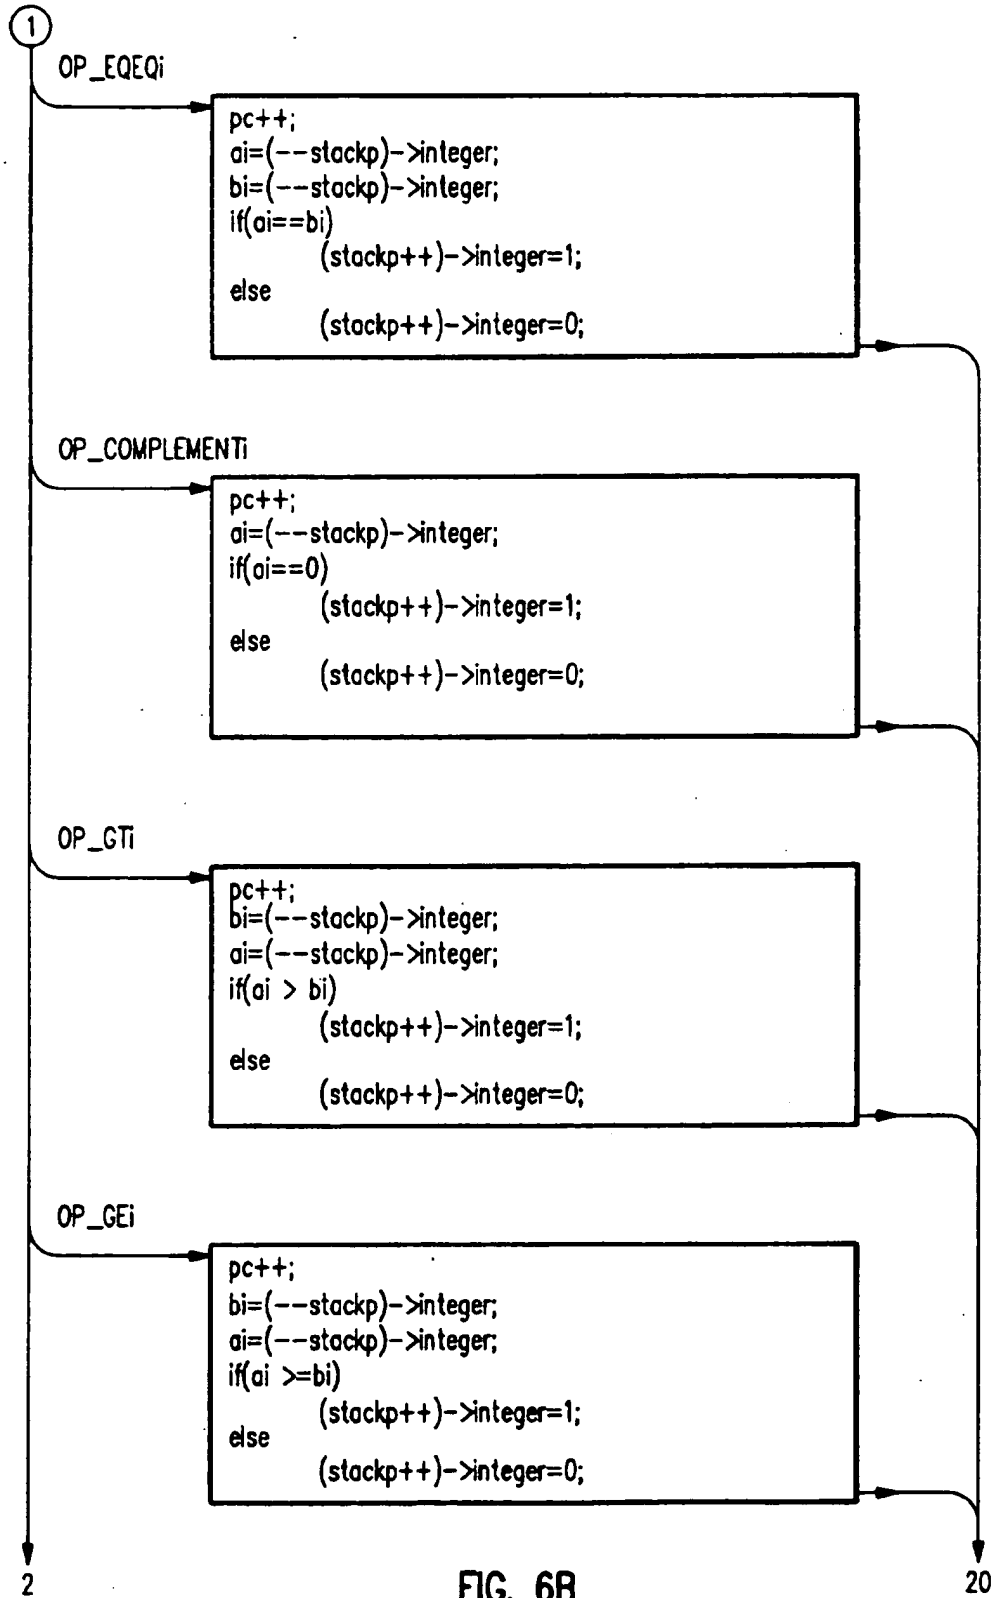 1
OP_EQEQi
pc++;
ai=(--stackp)->integer;
bi=(--stackp)->integer;
if(ai==bi)
(stackp++)->integer=1;
else
(stackp++)->integer=0;
OP_COMPLEMENTi
pc++;
ai=(--stackp)->integer;
if(ai==0)
(stackp++)->integer=1;
else
(stackp++)->integer=0;
OP_GTi
pc++;
bi=(--stackp)->integer;
ai=(--stackp)->integer;
if(ai > bi)
(stackp++)->integer=1;
else
(stackp++)->integer=0;
OP_GEi
pc++;
bi=(--stackp)->integer;
ai=(--stackp)->integer;
if(ai >=bi)
(stackp++)->integer=1;
else
(stackp++)->integer=0;
2
FIG. 6B
20